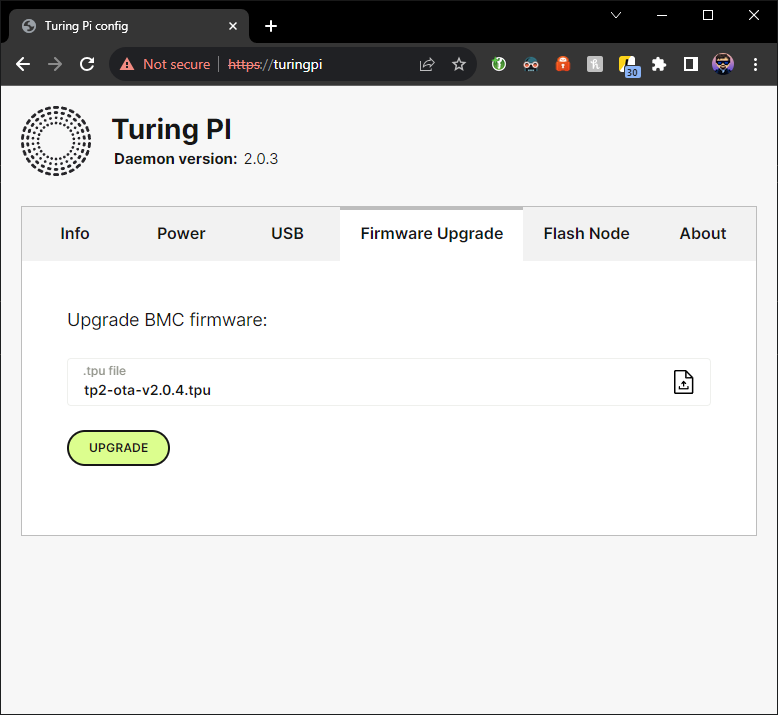 Turing Pi config
Not secure https://turingpi
30
Turing PI
Daemon version: 2.0.3
Info Power USB Firmware Upgrade Flash Node About
Upgrade BMC firmware:
.tpu file
tp2-ota-v2.0.4.tpu
UPGRADE